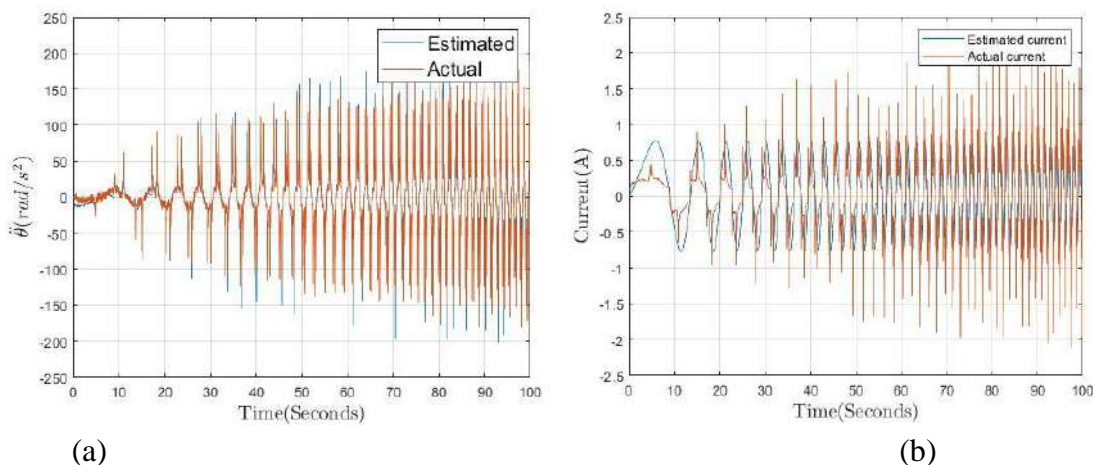 250
200
150
100
50
0
-50
-100
-150
-200
-250
θ̈(rad/s²)
Estimated
Actual
0 10 20 30 40 50 60 70 80 90 100
Time(Seconds)
(a)
2.5
2
1.5
1
0.5
0
-0.5
-1
-1.5
-2
-2.5
Current(A)
Estimated current
Actual current
0 10 20 30 40 50 60 70 80 90 100
Time(Seconds)
(b)